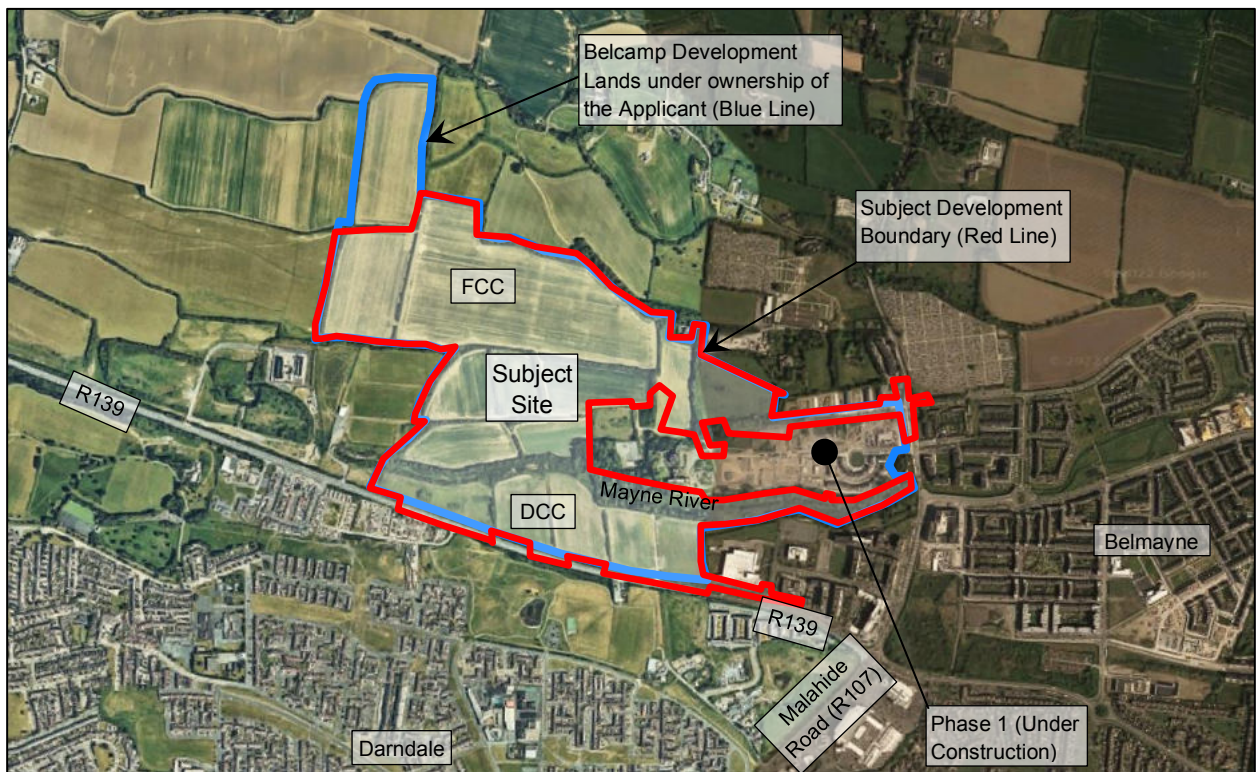 Belcamp Development
Lands under ownership of
the Applicant (Blue Line)
Subject Development
Boundary (Red Line)
FCC
Subject
Site
R139
Mayne River
DCC
Belmayne
R139
Malahide
Road (R107)
Phase 1 (Under
Construction)
Darndale